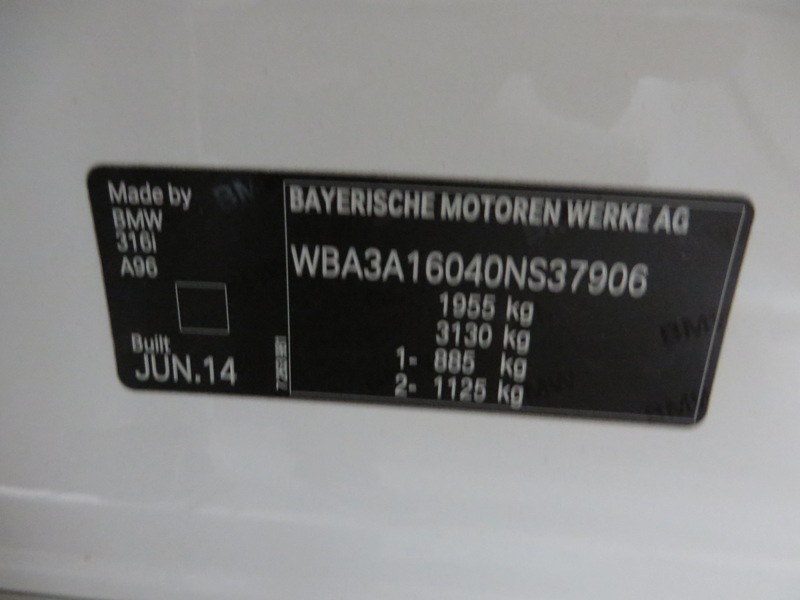 Made by
BMW
316i
A96
Built
JUN.14
BAYERISCHE MOTOREN WERKE AG
WBA3A16040NS37906
1955 kg
3130 kg
1- 885 kg
2- 1125 kg